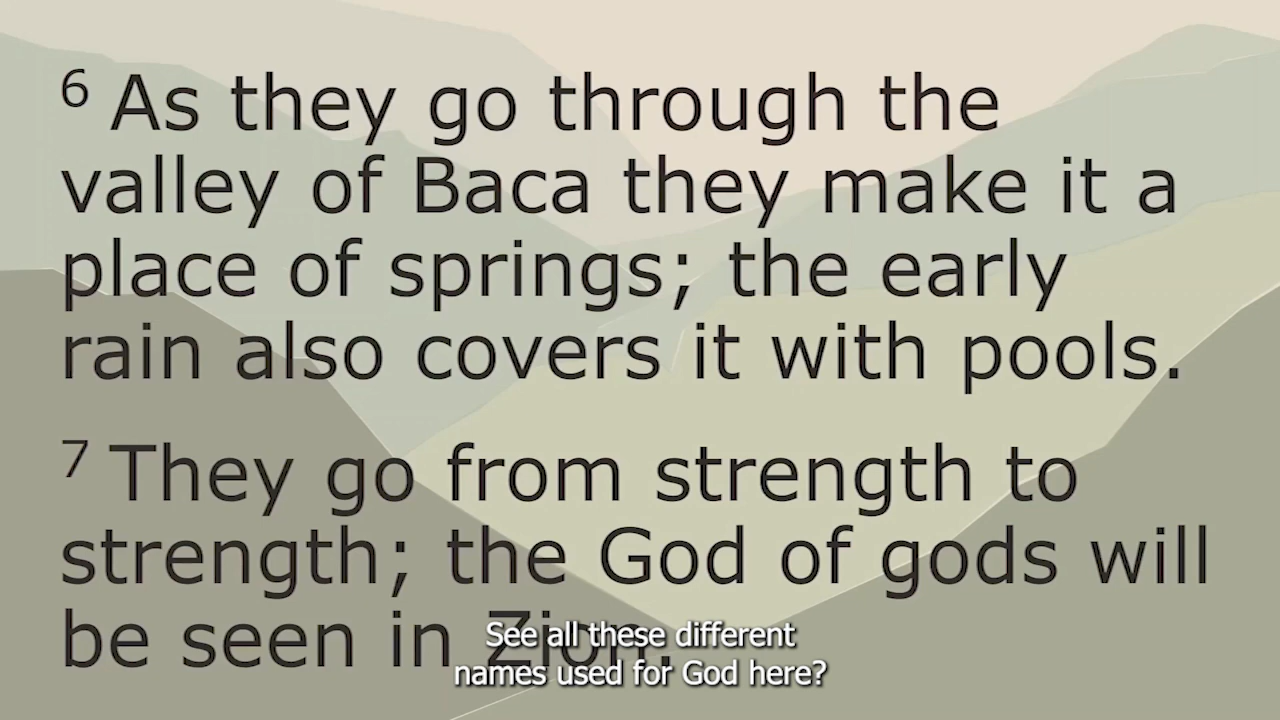 6 As they go through the
valley of Baca they make it a
place of springs; the early
rain also covers it with pools.
7 They go from strength to
strength; the God of gods will
be seen in Zion.
See all these different
names used for God here?